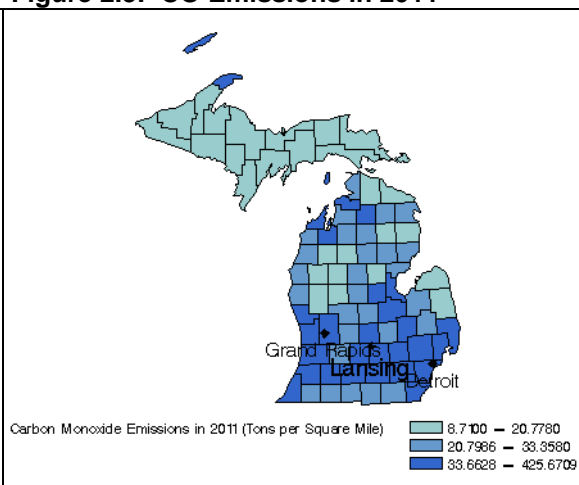 Grand Rapids
Lansing
Detroit
Carbon Monoxide Emissions in 2011 (Tons per Square Mile)
8.7100 – 20.7780
20.7986 – 33.3580
33.6628 – 425.6709